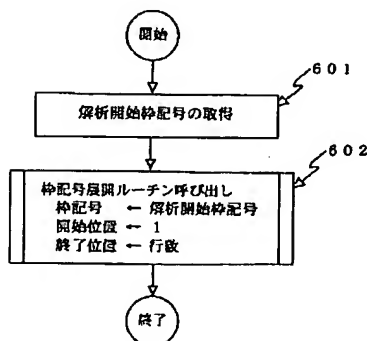 開始
601
解析開始枠記号の取得
602
枠記号展開ルーチン呼び出し
枠記号 ← 解析開始枠記号
開始位置 ← 1
終了位置 ← 行数
終了